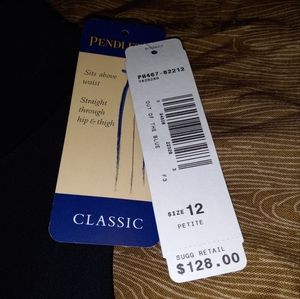 PENDLE
Sits above
waist
Straight
through
hip & thigh
CLASSIC
PM467-82212
OUT OF THE BLUE
SIZE 12
PETITE
SUGG RETAIL
$128.00